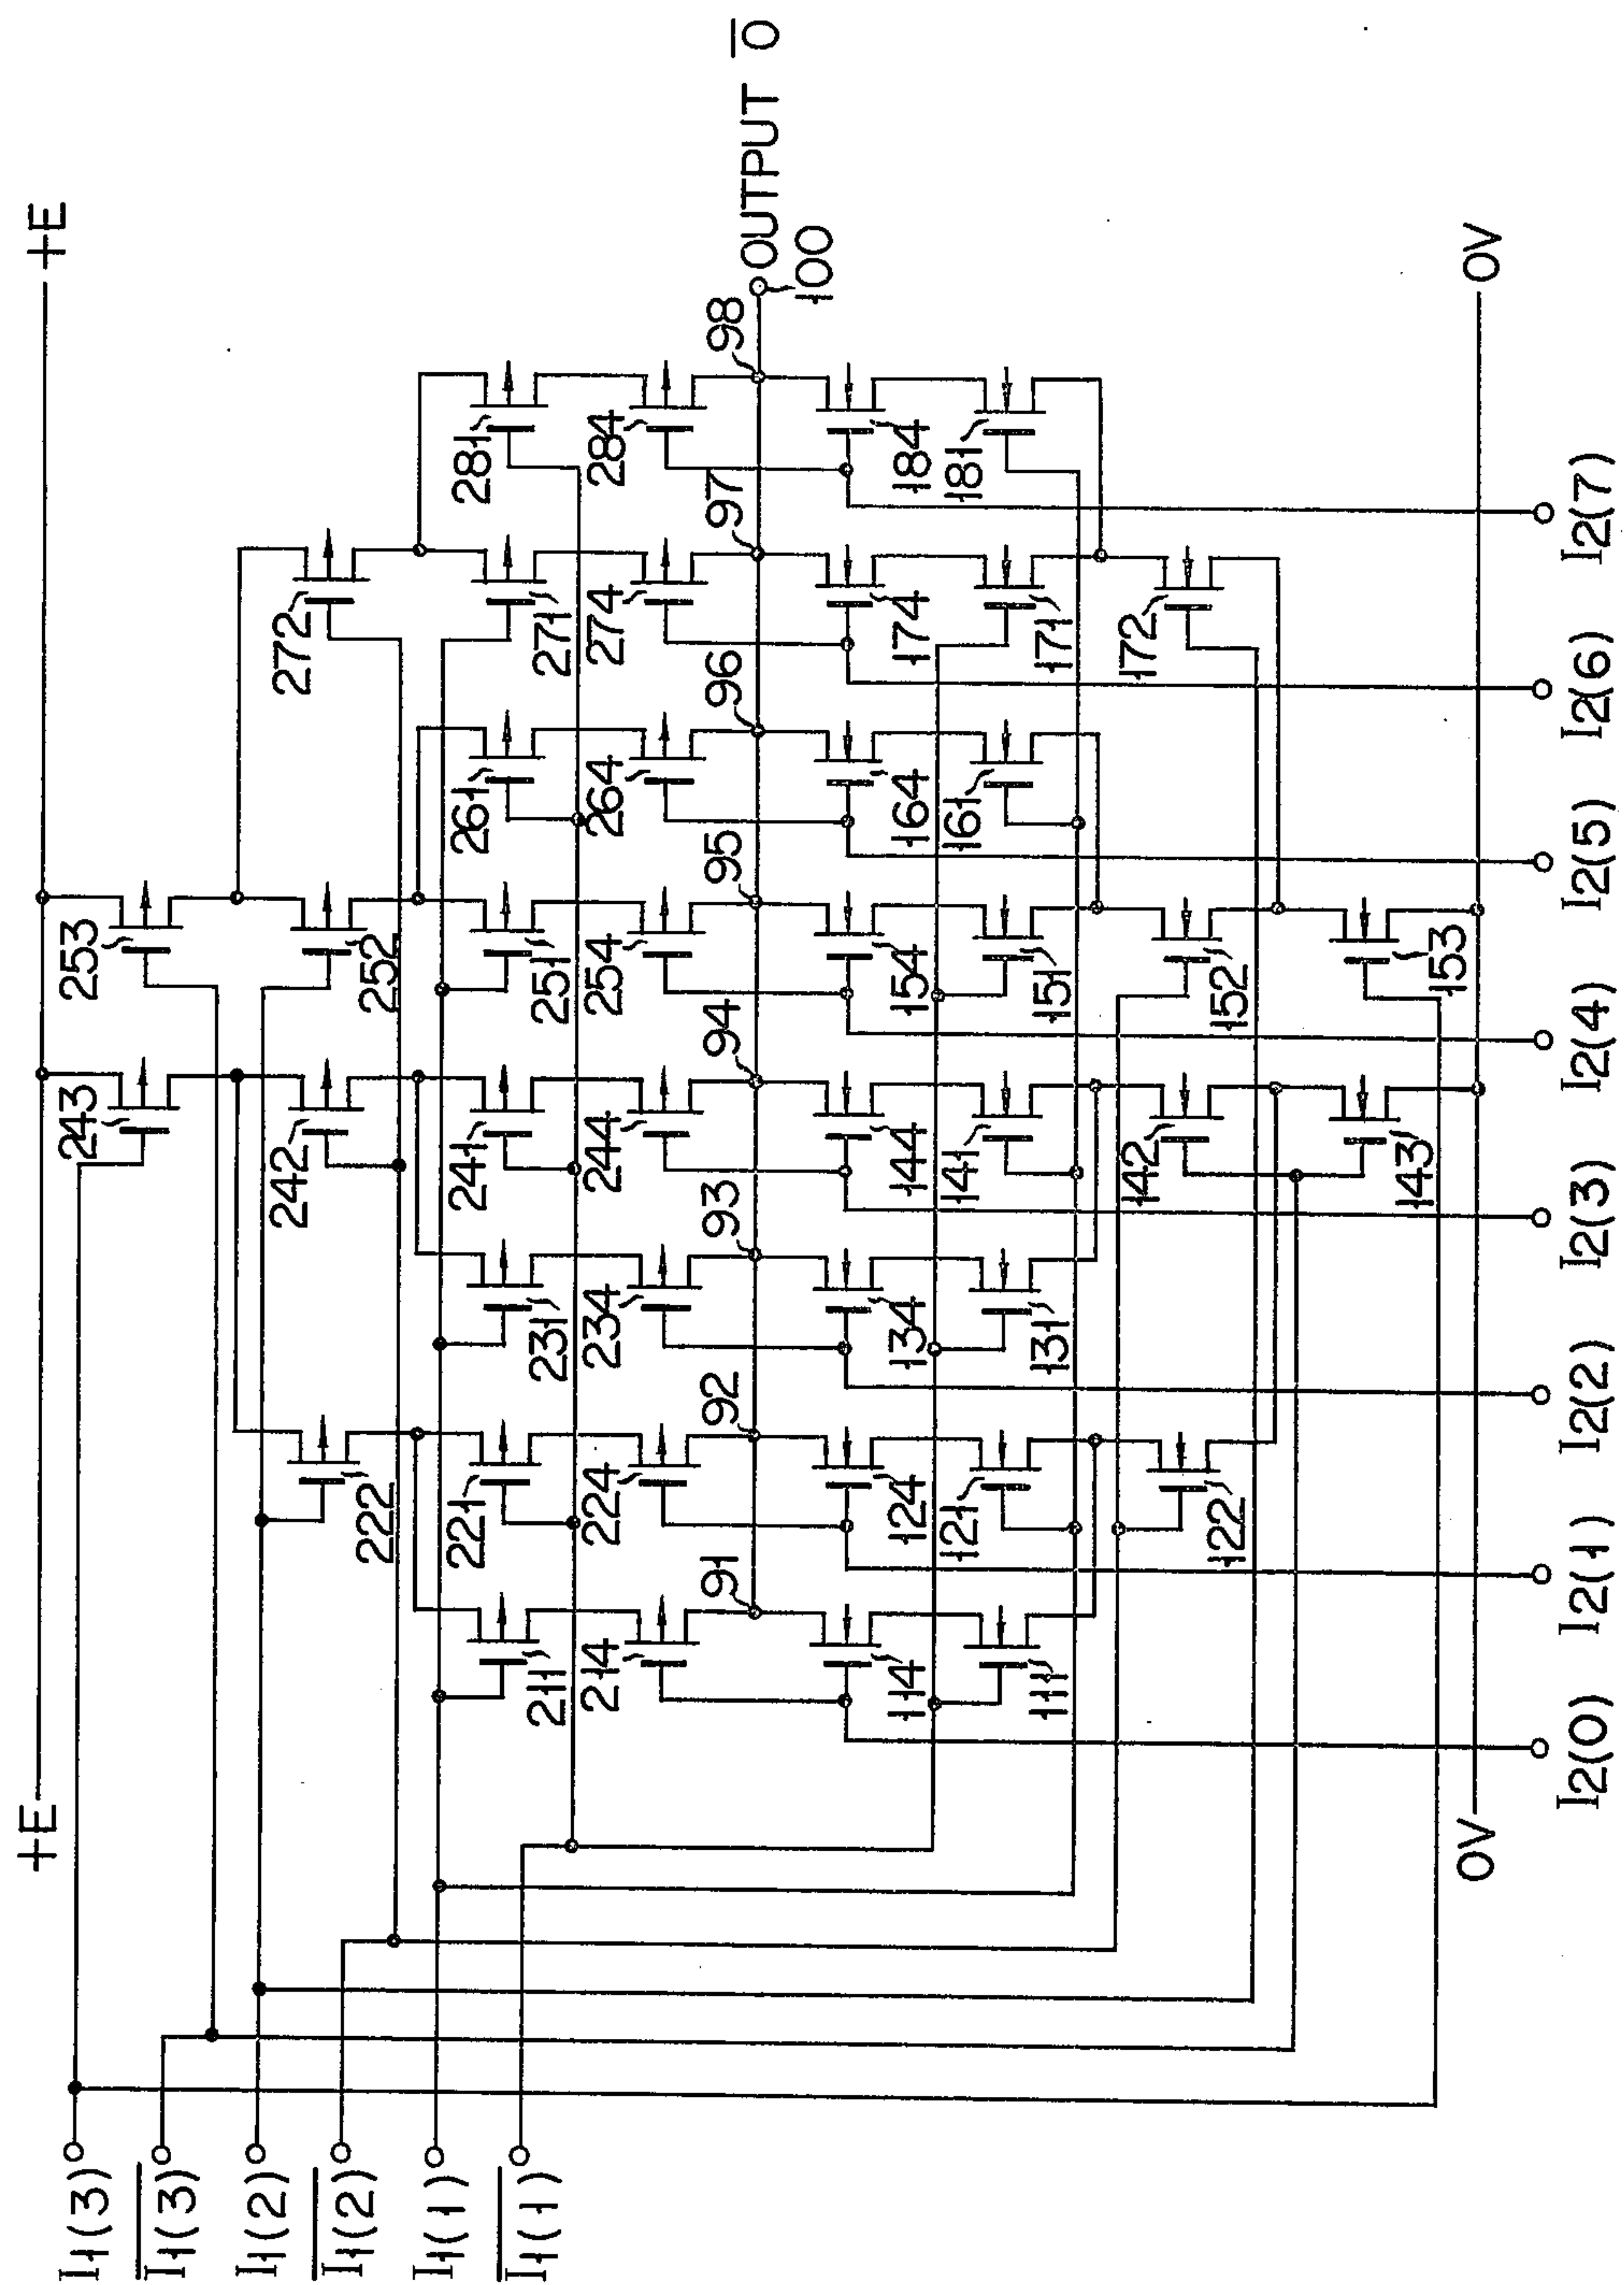 +E
+E
I1(3)
I1(3)
I1(2)
I1(2)
I1(1)
I1(1)
243
253
222
242
252
272
211
221
231
241
251
261
271
281
214
224
234
244
254
264
274
284
91
92
93
94
95
96
97
98
OUTPUT O
100
114
124
134
144
154
164
174
184
111
121
131
141
151
161
171
181
122
142
152
172
143
153
0V
0V
I2(0)
I2(1)
I2(2)
I2(3)
I2(4)
I2(5)
I2(6)
I2(7)